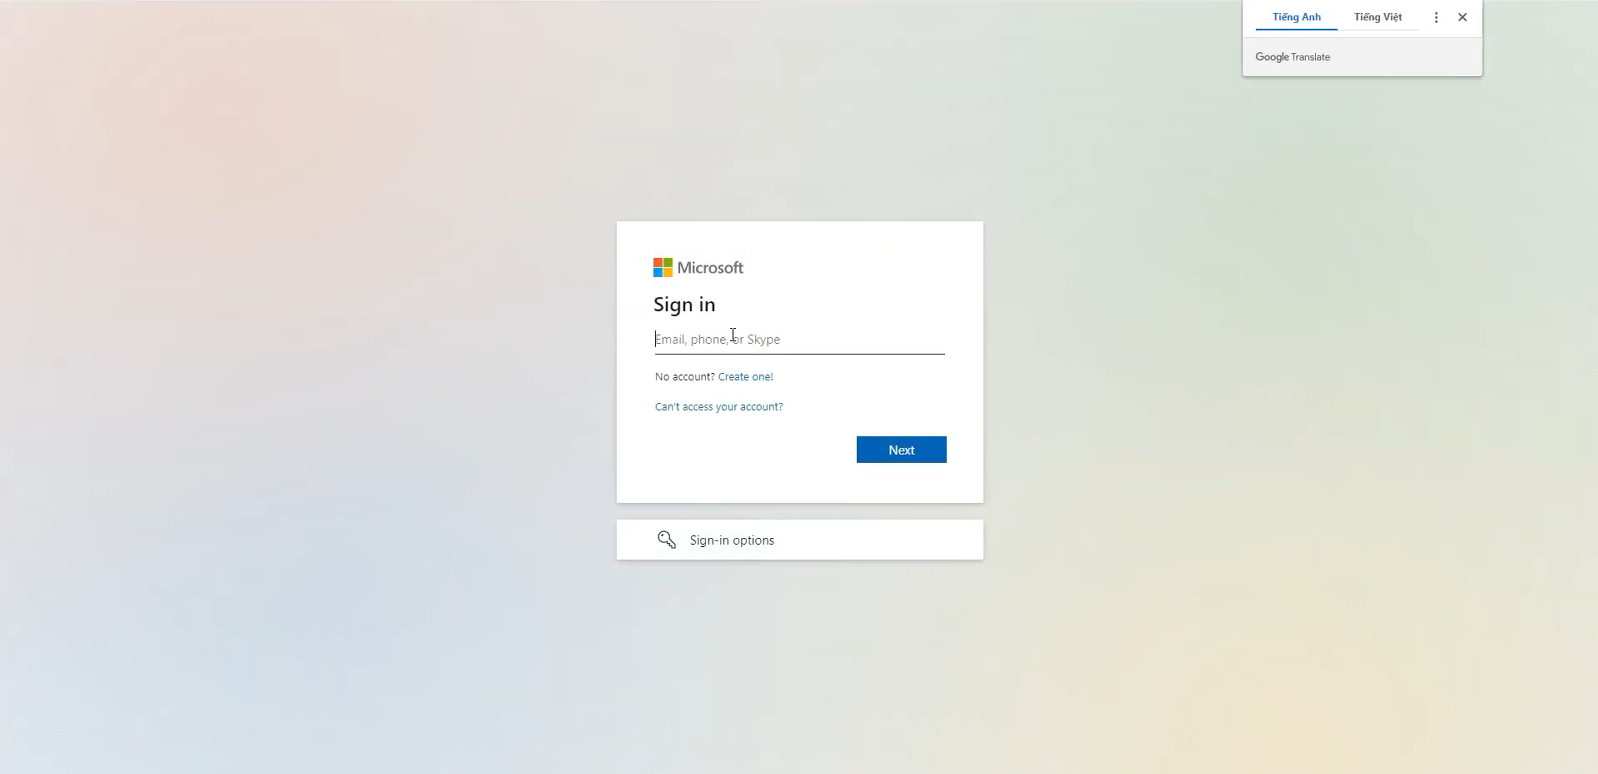 Tiếng Anh Tiếng Việt
Google Translate
Microsoft
Sign in
Email, phone, or Skype
No account? Create one!
Can't access your account?
Next
Sign-in options